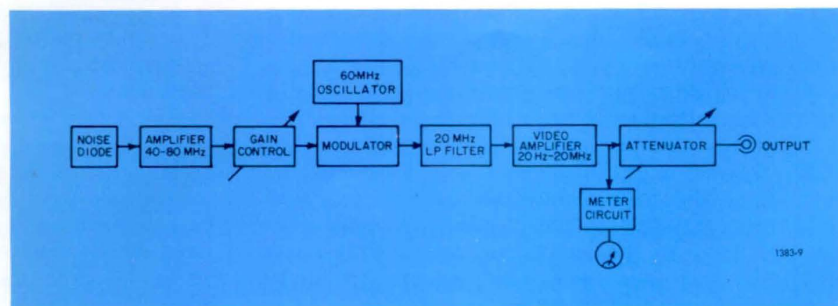 60-MHz
OSCILLATOR
NOISE
DIODE
AMPLIFIER
40-80 MHz
GAIN
CONTROL
MODULATOR
20 MHz
LP FILTER
VIDEO
AMPLIFIER
20 Hz-20MHz
ATTENUATOR
OUTPUT
METER
CIRCUIT
1383-9